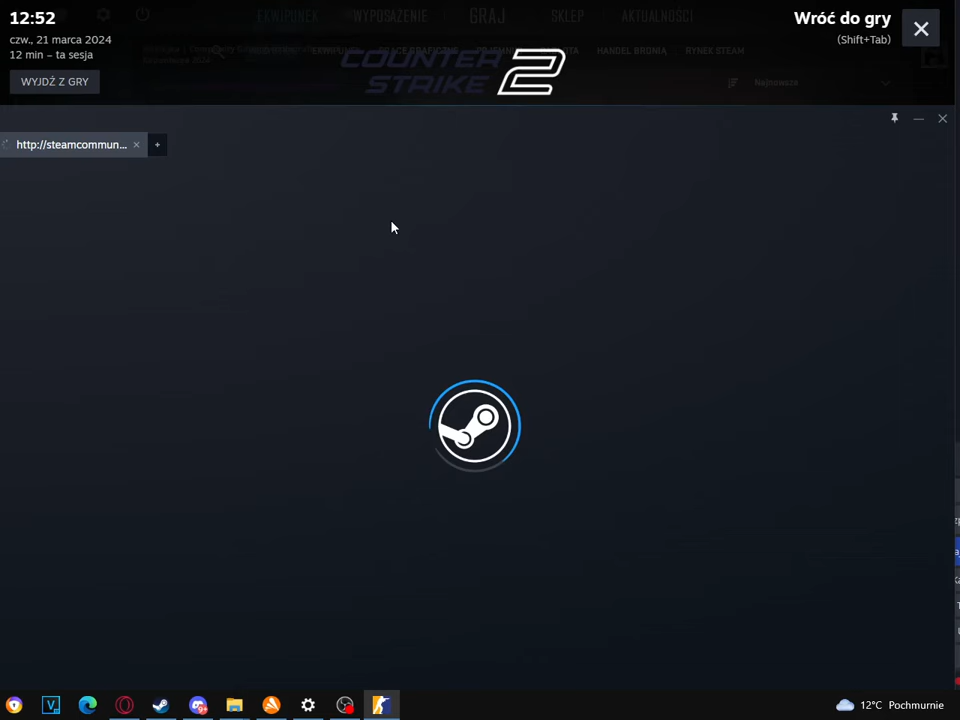 12:52
czw., 21 marca 2024
12 min – ta sesja
WYJDŹ Z GRY
EKWIPUNEK WYPOSAŻENIE GRAJ SKLEP AKTUALNOŚCI
HANDEL BRONIĄ RYNEK STEAM
COUNTER
STRIKE 2
Najnowsze
Wróć do gry
(Shift+Tab)
http://steamcommun...
12°C Pochmurnie